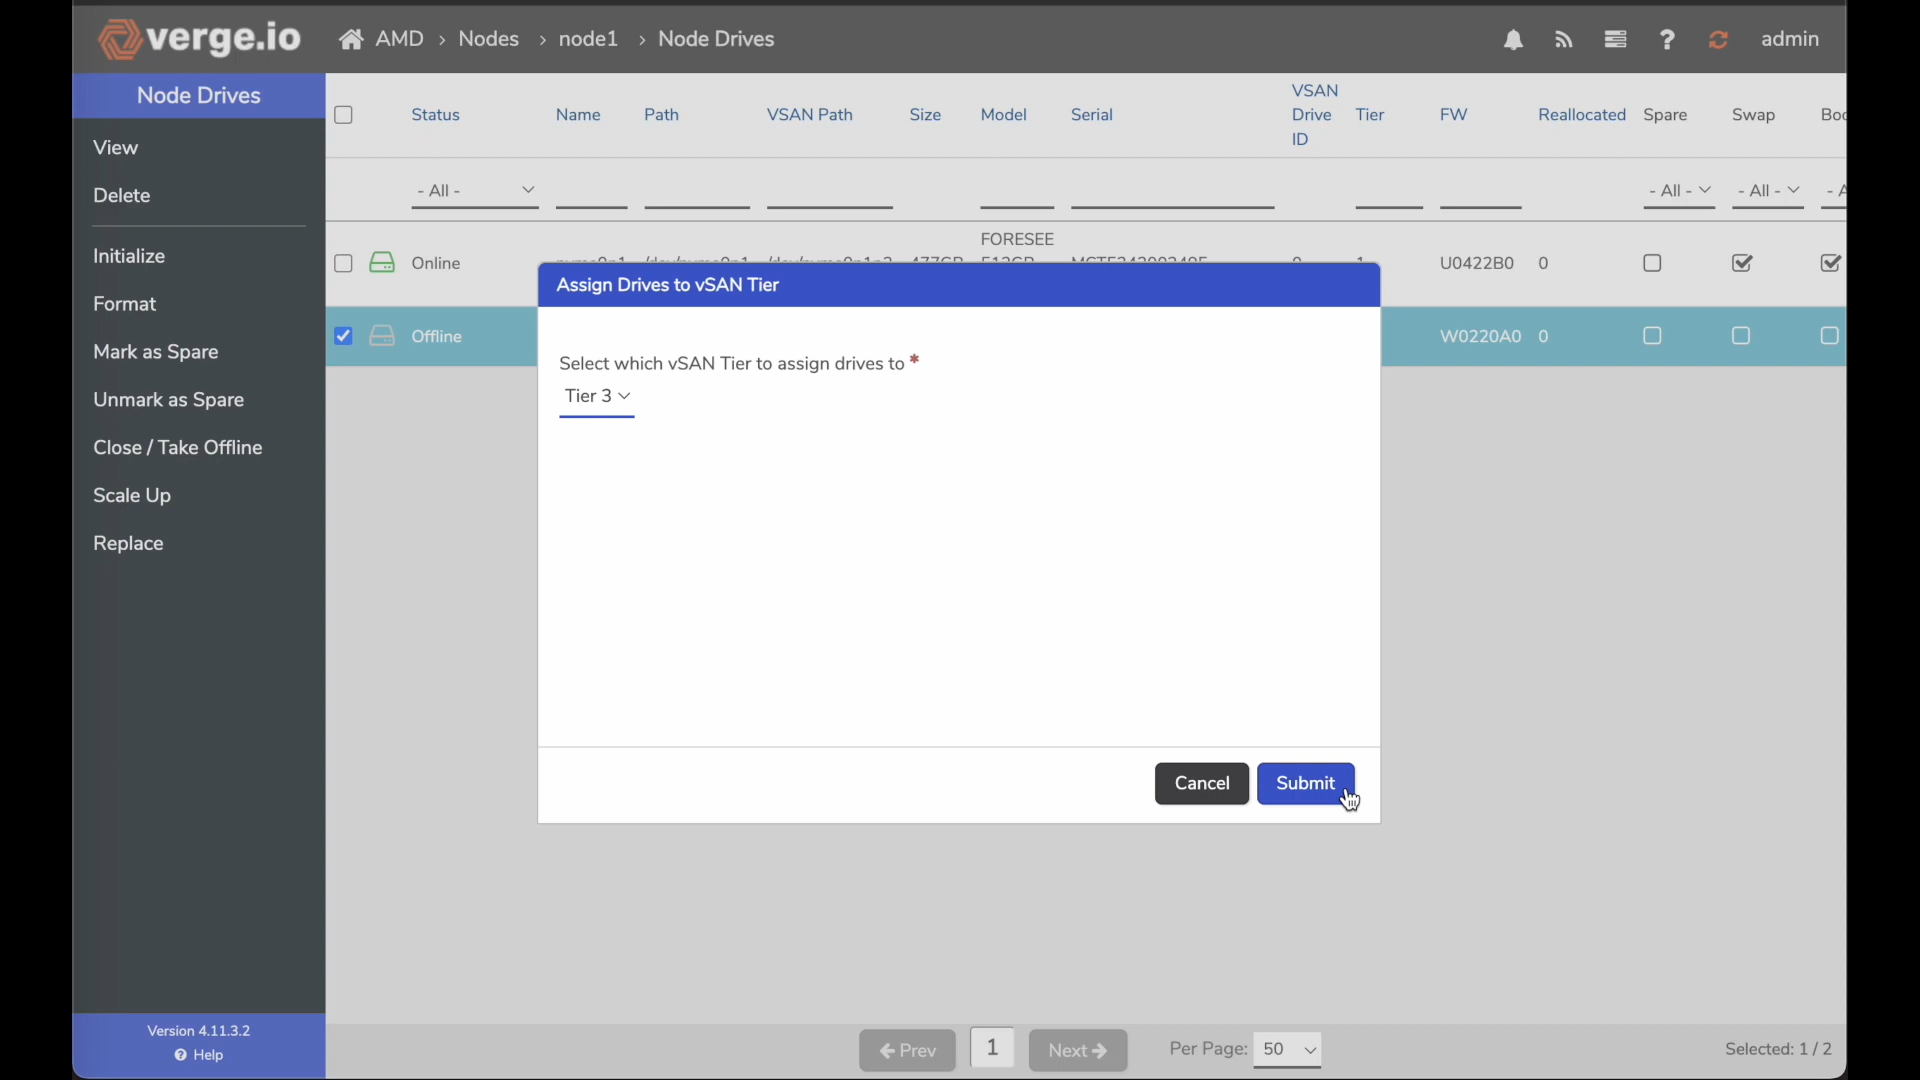 verge.io
AMD > Nodes > node1 > Node Drives
admin
Node Drives
View
Delete
Initialize
Format
Mark as Spare
Unmark as Spare
Close / Take Offline
Scale Up
Replace
Version 4.11.3.2
Help
Status Name Path VSAN Path Size Model Serial VSAN Drive ID Tier FW Reallocated Spare Swap
- All - - All - - All -
FORESEE
Online U0422B0 0
Offline W0220A0 0
Assign Drives to vSAN Tier
Select which vSAN Tier to assign drives to *
Tier 3
Cancel Submit
Prev 1 Next Per Page: 50 Selected: 1 / 2